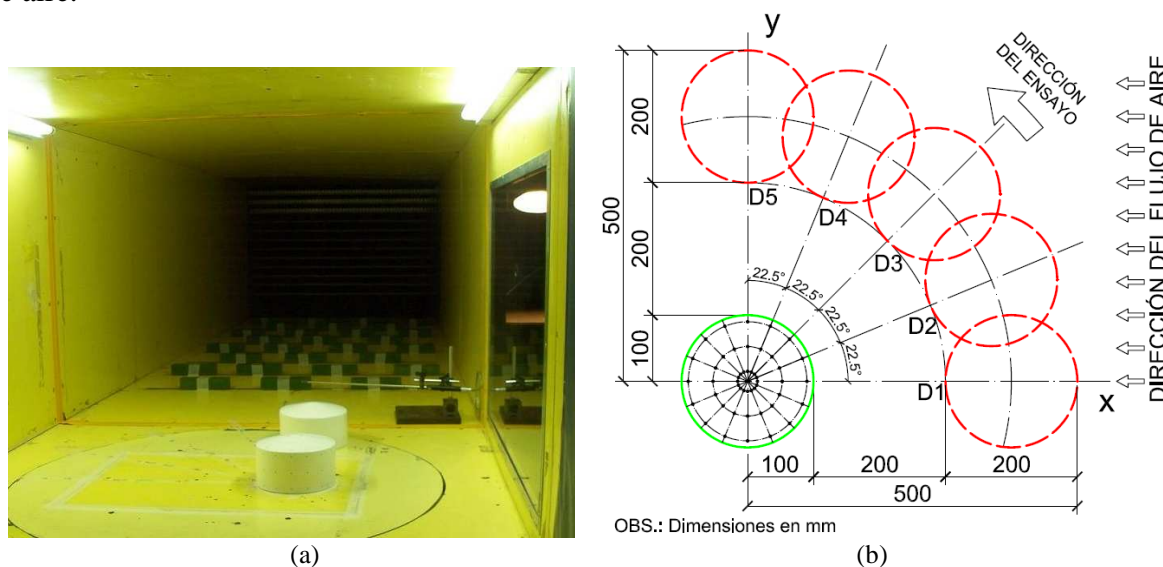 e aire.
y
DIRECCIÓN
DEL ENSAYO
DIRECCIÓN DEL FLUJO DE AIRE
200
200
100
500
D5
D4
D3
D2
D1
22.5°
22.5°
22.5°
22.5°
x
100
200
200
500
OBS.: Dimensiones en mm
(a)
(b)